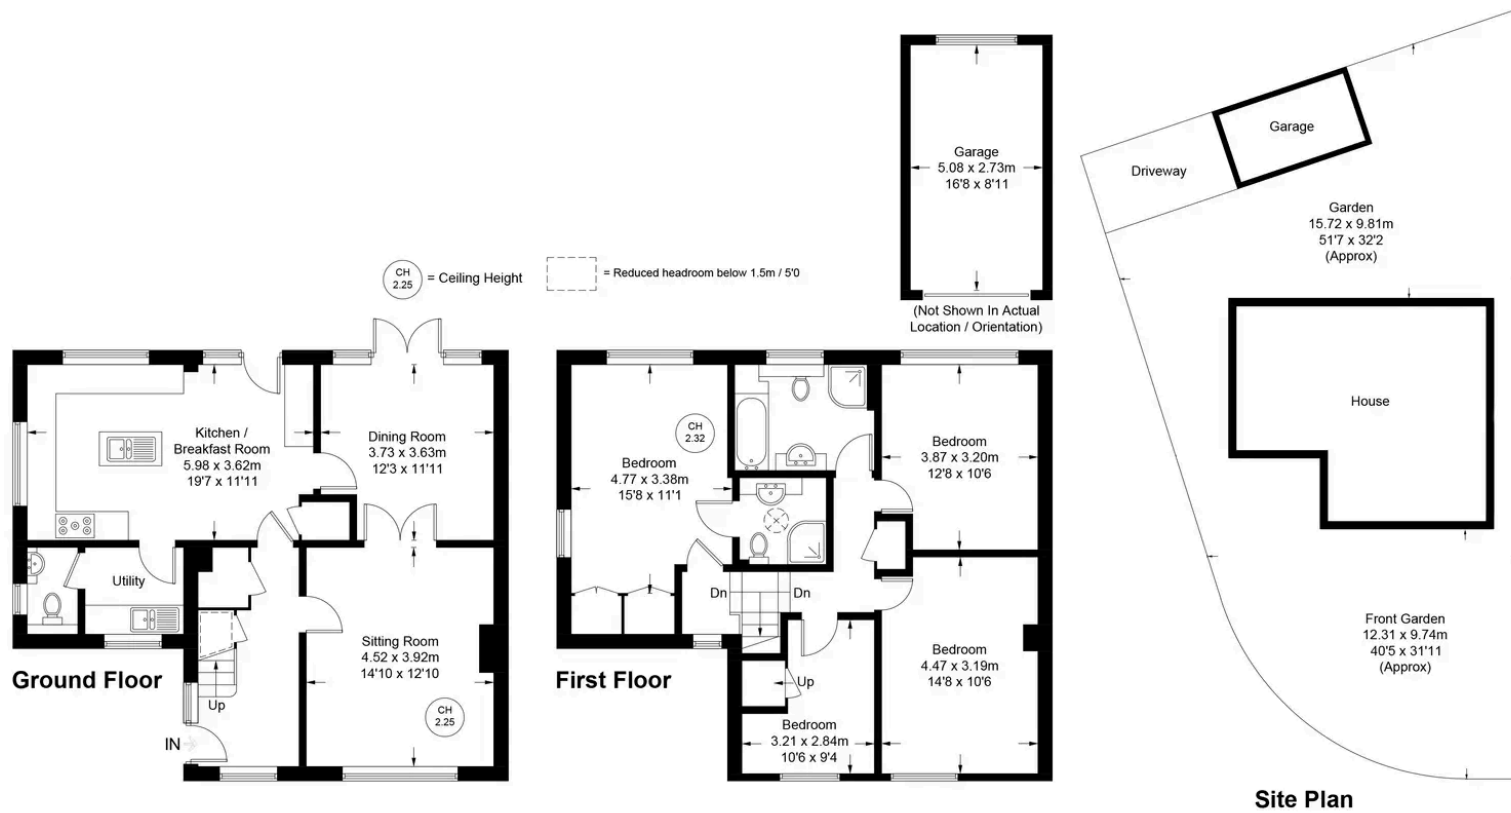 Garage
5.08 x 2.73m
16'8 x 8'11
(Not Shown In Actual
Location / Orientation)
CH
2.25
= Ceiling Height
= Reduced headroom below 1.5m / 5'0
Kitchen /
Breakfast Room
5.98 x 3.62m
19'7 x 11'11
Dining Room
3.73 x 3.63m
12'3 x 11'11
Utility
Sitting Room
4.52 x 3.92m
14'10 x 12'10
CH
2.25
Up
IN
Ground Floor
Bedroom
4.77 x 3.38m
15'8 x 11'1
CH
2.32
Bedroom
3.87 x 3.20m
12'8 x 10'6
Dn
Dn
Bedroom
4.47 x 3.19m
14'8 x 10'6
Up
Bedroom
3.21 x 2.84m
10'6 x 9'4
First Floor
Garage
Driveway
Garden
15.72 x 9.81m
51'7 x 32'2
(Approx)
House
Front Garden
12.31 x 9.74m
40'5 x 31'11
(Approx)
Site Plan